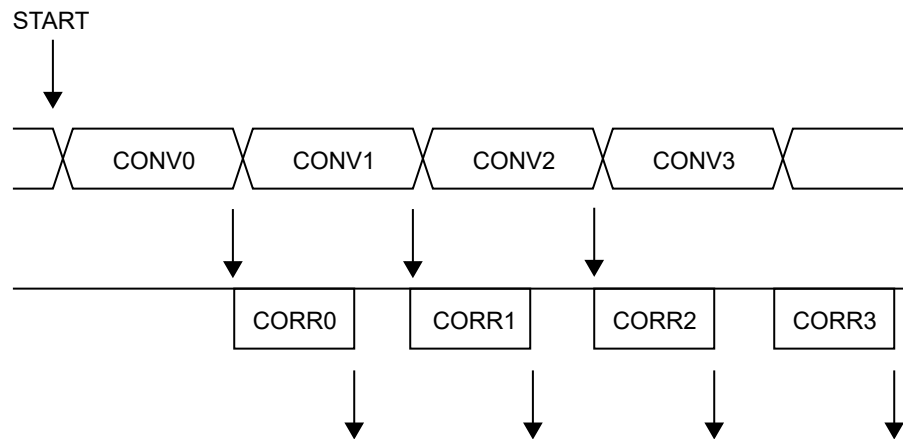 START
CONV0 CONV1 CONV2 CONV3
CORR0 CORR1 CORR2 CORR3